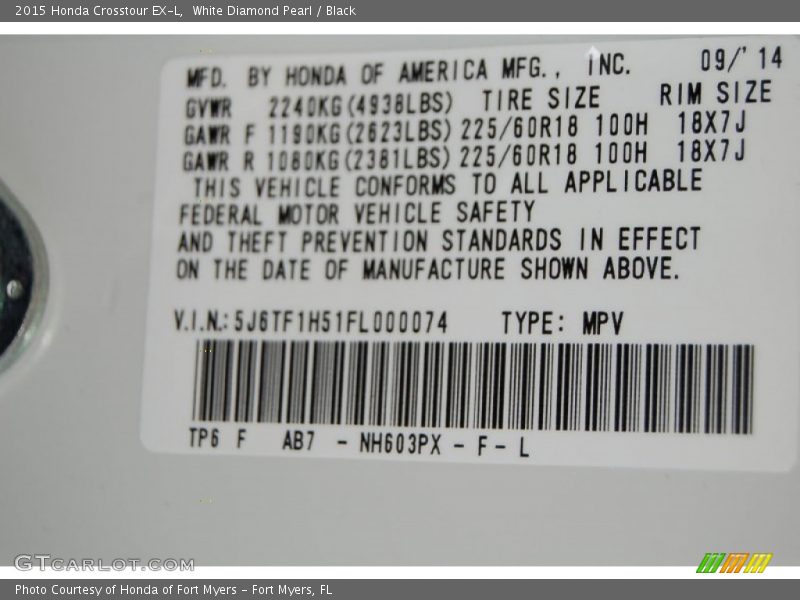 2015 Honda Crosstour EX-L,  White Diamond Pearl / Black
MFD. BY HONDA OF AMERICA MFG., INC. 09/'14
GVWR 2240KG(4938LBS) TIRE SIZE RIM SIZE
GAWR F 1190KG(2623LBS) 225/60R18 100H 18X7J
GAWR R 1080KG(2381LBS) 225/60R18 100H 18X7J
THIS VEHICLE CONFORMS TO ALL APPLICABLE
FEDERAL MOTOR VEHICLE SAFETY
AND THEFT PREVENTION STANDARDS IN EFFECT
ON THE DATE OF MANUFACTURE SHOWN ABOVE.
V.I.N.: 5J6TF1H51FL000074 TYPE: MPV
TP6 F AB7 - NH603PX - F - L
GTCARLOT.COM
Photo Courtesy of Honda of Fort Myers - Fort Myers, FL